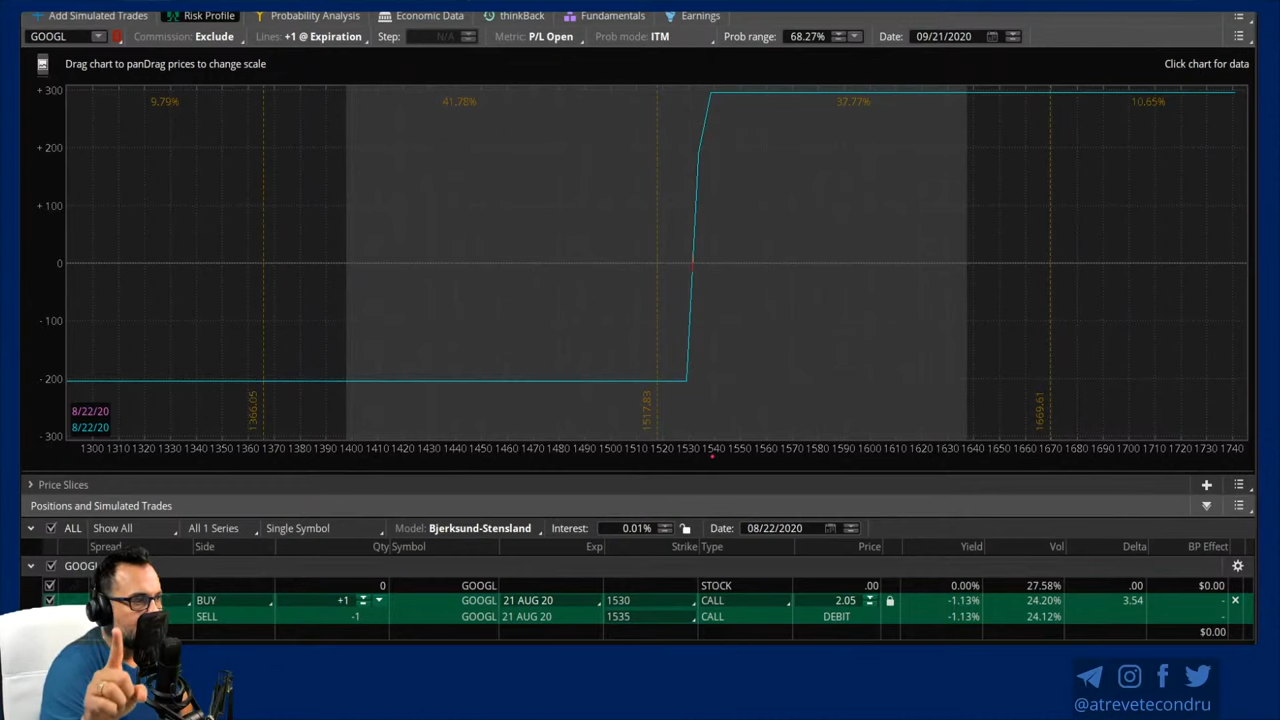 Add Simulated Trades Risk Profile Probability Analysis Economic Data thinkBack Fundamentals Earnings
GOOGL Commission: Exclude Lines: +1 @ Expiration Step: N/A Metric: P/L Open Prob mode: ITM Prob range: 68.27% Date: 09/21/2020
Drag chart to panDrag prices to change scale Click chart for data
+ 300
9.79% 41.78% 37.77% 10.65%
+ 200
+ 100
0
- 100
- 200
- 300
1366.05 1517.83 1669.61
8/22/20
8/22/20
1300 1310 1320 1330 1340 1350 1360 1370 1380 1390 1400 1410 1420 1430 1440 1450 1460 1470 1480 1490 1500 1510 1520 1530 1540 1550 1560 1570 1580 1590 1600 1610 1620 1630 1640 1650 1660 1670 1680 1690 1700 1710 1720 1730 1740
Price Slices
Positions and Simulated Trades
ALL Show All All 1 Series Single Symbol Model: Bjerksund-Stensland Interest: 0.01% Date: 08/22/2020
Spread Side Qty Symbol Exp Strike Type Price Yield Vol Delta BP Effect
GOOGL
0 GOOGL STOCK .00 0.00% 27.58% .00 $0.00
BUY +1 GOOGL 21 AUG 20 1530 CALL 2.05 -1.13% 24.20% 3.54 -
SELL -1 GOOGL 21 AUG 20 1535 CALL DEBIT -1.13% 24.12% -
$0.00
@atrevetecondru